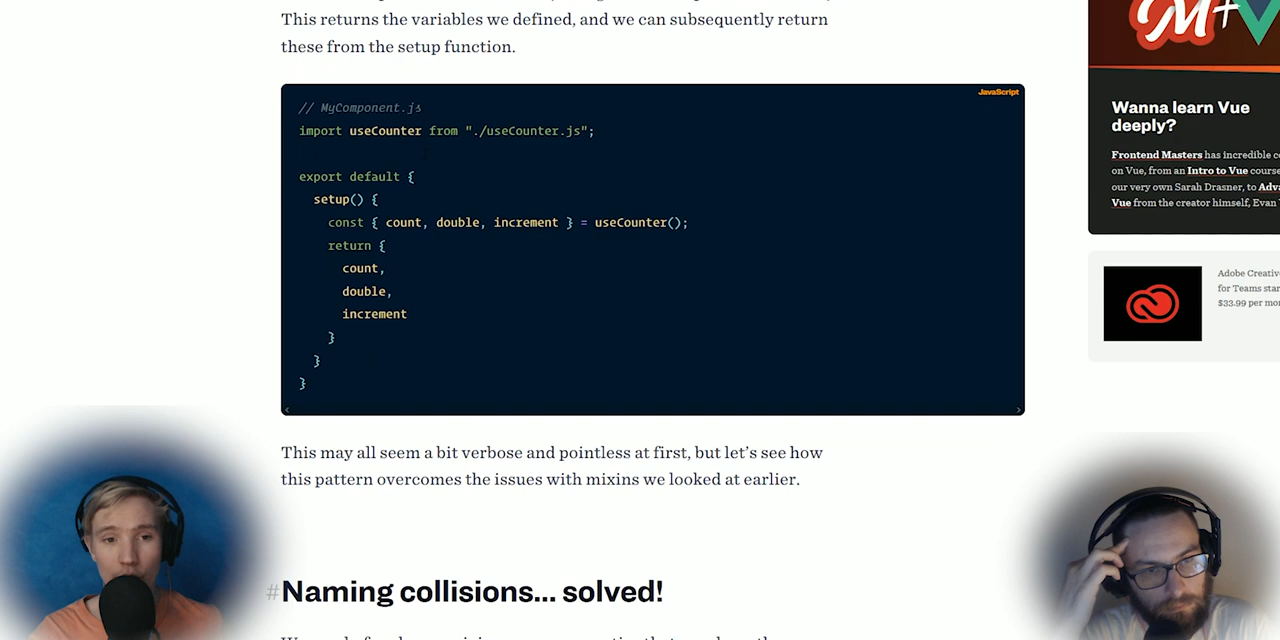 This returns the variables we defined, and we can subsequently return
these from the setup function.
JavaScript
// MyComponent.js
import useCounter from "./useCounter.js";
export default {
setup() {
const { count, double, increment } = useCounter();
return {
count,
double,
increment
}
}
}
This may all seem a bit verbose and pointless at first, but let's see how
this pattern overcomes the issues with mixins we looked at earlier.
#Naming collisions... solved!
M+
Wanna learn Vue
deeply?
Frontend Masters has incredible
on Vue, from an Intro to Vue course
our very own Sarah Drasner, to
Vue from the creator himself, Evan
Adobe
for Teams
$33.99 per